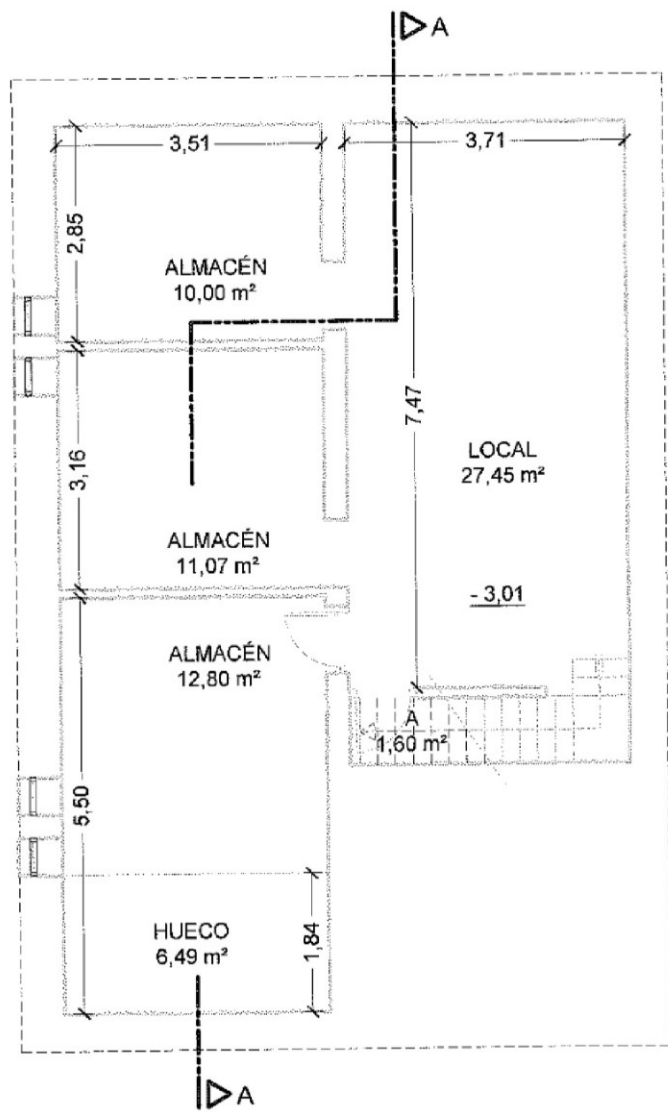 A
3,51
3,71
2,85
ALMACÉN
10,00 m²
7,47
3,16
LOCAL
27,45 m²
ALMACÉN
11,07 m²
- 3,01
ALMACÉN
12,80 m²
A
1,60 m²
5,50
HUECO
6,49 m²
1,84
A